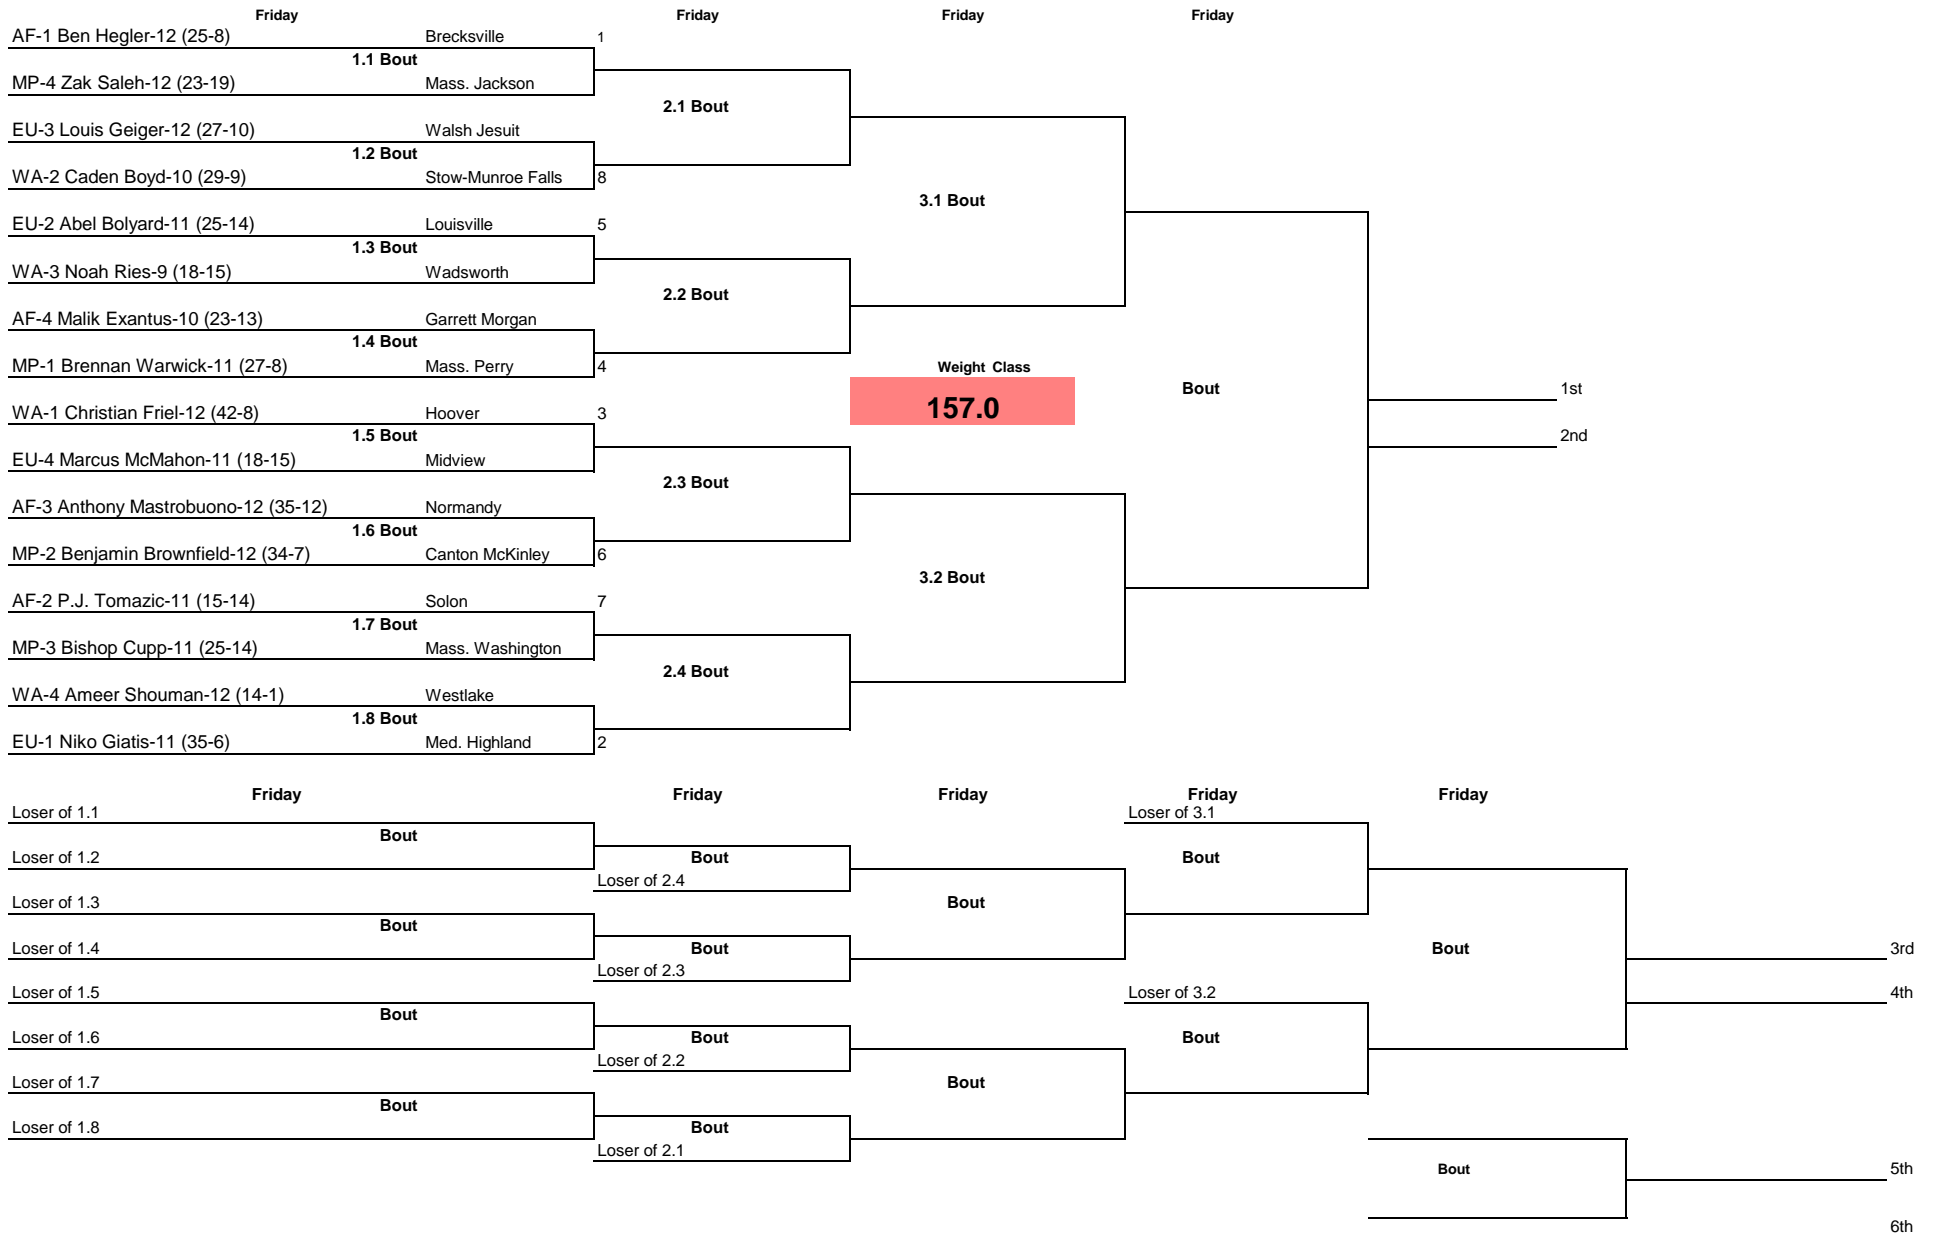 Friday Friday Friday Friday
AF-1 Ben Hegler-12 (25-8) Brecksville 1
1.1 Bout
MP-4 Zak Saleh-12 (23-19) Mass. Jackson
2.1 Bout
EU-3 Louis Geiger-12 (27-10) Walsh Jesuit
1.2 Bout
WA-2 Caden Boyd-10 (29-9) Stow-Munroe Falls 8
3.1 Bout
EU-2 Abel Bolyard-11 (25-14) Louisville 5
1.3 Bout
WA-3 Noah Ries-9 (18-15) Wadsworth
2.2 Bout
AF-4 Malik Exantus-10 (23-13) Garrett Morgan
1.4 Bout
MP-1 Brennan Warwick-11 (27-8) Mass. Perry 4 Weight Class
Bout 1st
WA-1 Christian Friel-12 (42-8) Hoover 3 157.0
1.5 Bout 2nd
EU-4 Marcus McMahon-11 (18-15) Midview
2.3 Bout
AF-3 Anthony Mastrobuono-12 (35-12) Normandy
1.6 Bout
MP-2 Benjamin Brownfield-12 (34-7) Canton McKinley 6
3.2 Bout
AF-2 P.J. Tomazic-11 (15-14) Solon 7
1.7 Bout
MP-3 Bishop Cupp-11 (25-14) Mass. Washington
2.4 Bout
WA-4 Ameer Shouman-12 (14-1) Westlake
1.8 Bout
EU-1 Niko Giatis-11 (35-6) Med. Highland 2
Friday Friday Friday Friday Friday
Loser of 1.1 Loser of 3.1
Bout
Loser of 1.2 Bout Bout
Loser of 2.4
Loser of 1.3 Bout
Bout
Loser of 1.4 Bout Bout 3rd
Loser of 2.3
Loser of 1.5 Loser of 3.2 4th
Bout
Loser of 1.6 Bout Bout
Loser of 2.2
Loser of 1.7 Bout
Bout
Loser of 1.8 Bout
Loser of 2.1
Bout 5th
6th